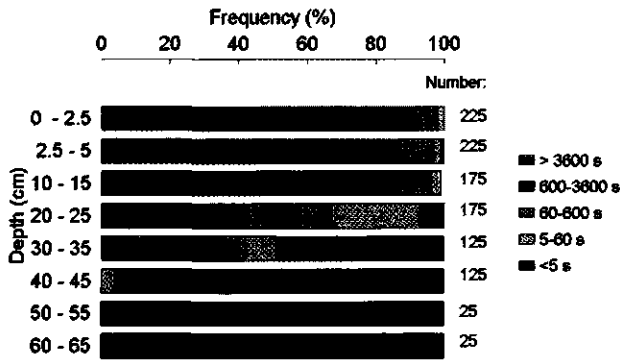 Frequency (%)
0 20 40 60 80 100
Number:
0 - 2.5 225
2.5 - 5 225
10 - 15 175
20 - 25 175
30 - 35 125
40 - 45 125
50 - 55 25
60 - 65 25
Depth (cm)
> 3600 s
600-3600 s
60-600 s
5-60 s
<5 s